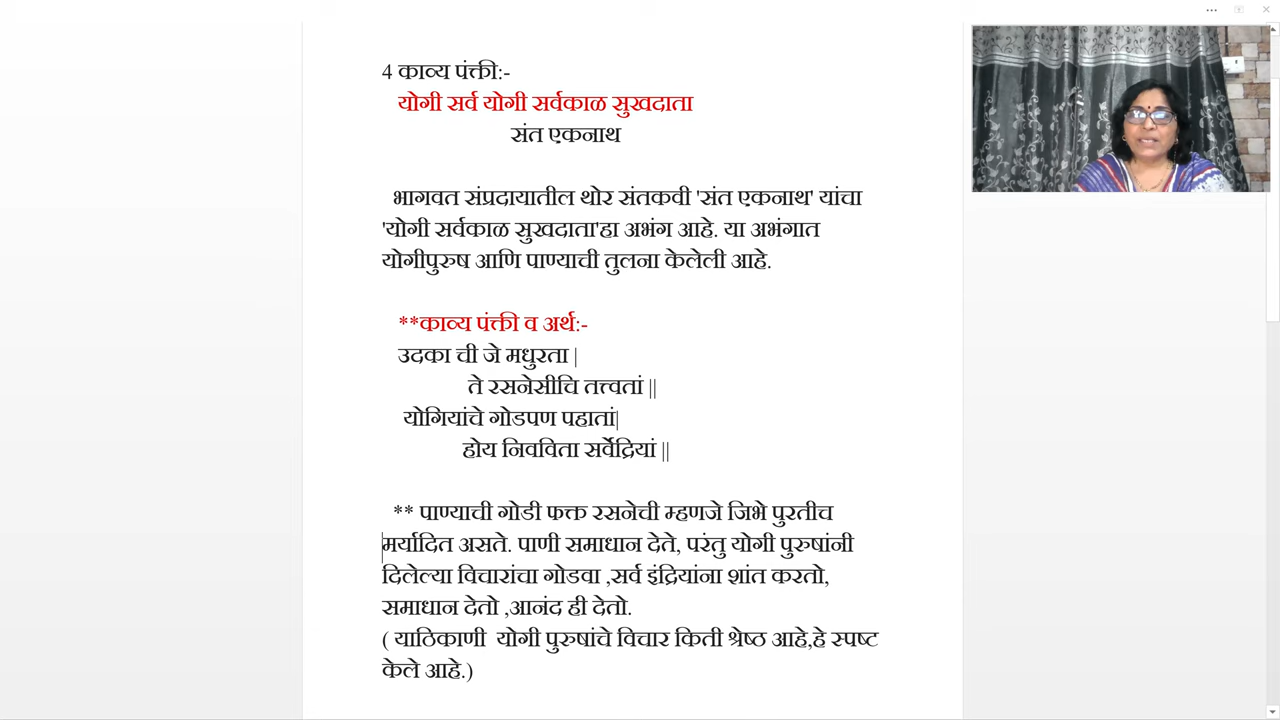 4 काव्य पंक्ती:-
योगी सर्व योगी सर्वकाळ सुखदाता
संत एकनाथ
भागवत संप्रदायातील थोर संतकवी 'संत एकनाथ' यांचा
'योगी सर्वकाळ सुखदाता'हा अभंग आहे. या अभंगात
योगीपुरुष आणि पाण्याची तुलना केलेली आहे.
**काव्य पंक्ती व अर्थ:-
उदका ची जे मधुरता |
ते रसनेसीचि तत्त्वतां ||
योगियांचे गोडपण पहातां|
होय निवविता सर्वेद्रियां ||
** पाण्याची गोडी फक्त रसनेची म्हणजे जिभे पुरतीच
मर्यादित असते. पाणी समाधान देते, परंतु योगी पुरुषांनी
दिलेल्या विचारांचा गोडवा ,सर्व इंद्रियांना शांत करतो,
समाधान देतो ,आनंद ही देतो.
( याठिकाणी योगी पुरुषांचे विचार किती श्रेष्ठ आहे,हे स्पष्ट
केले आहे.)